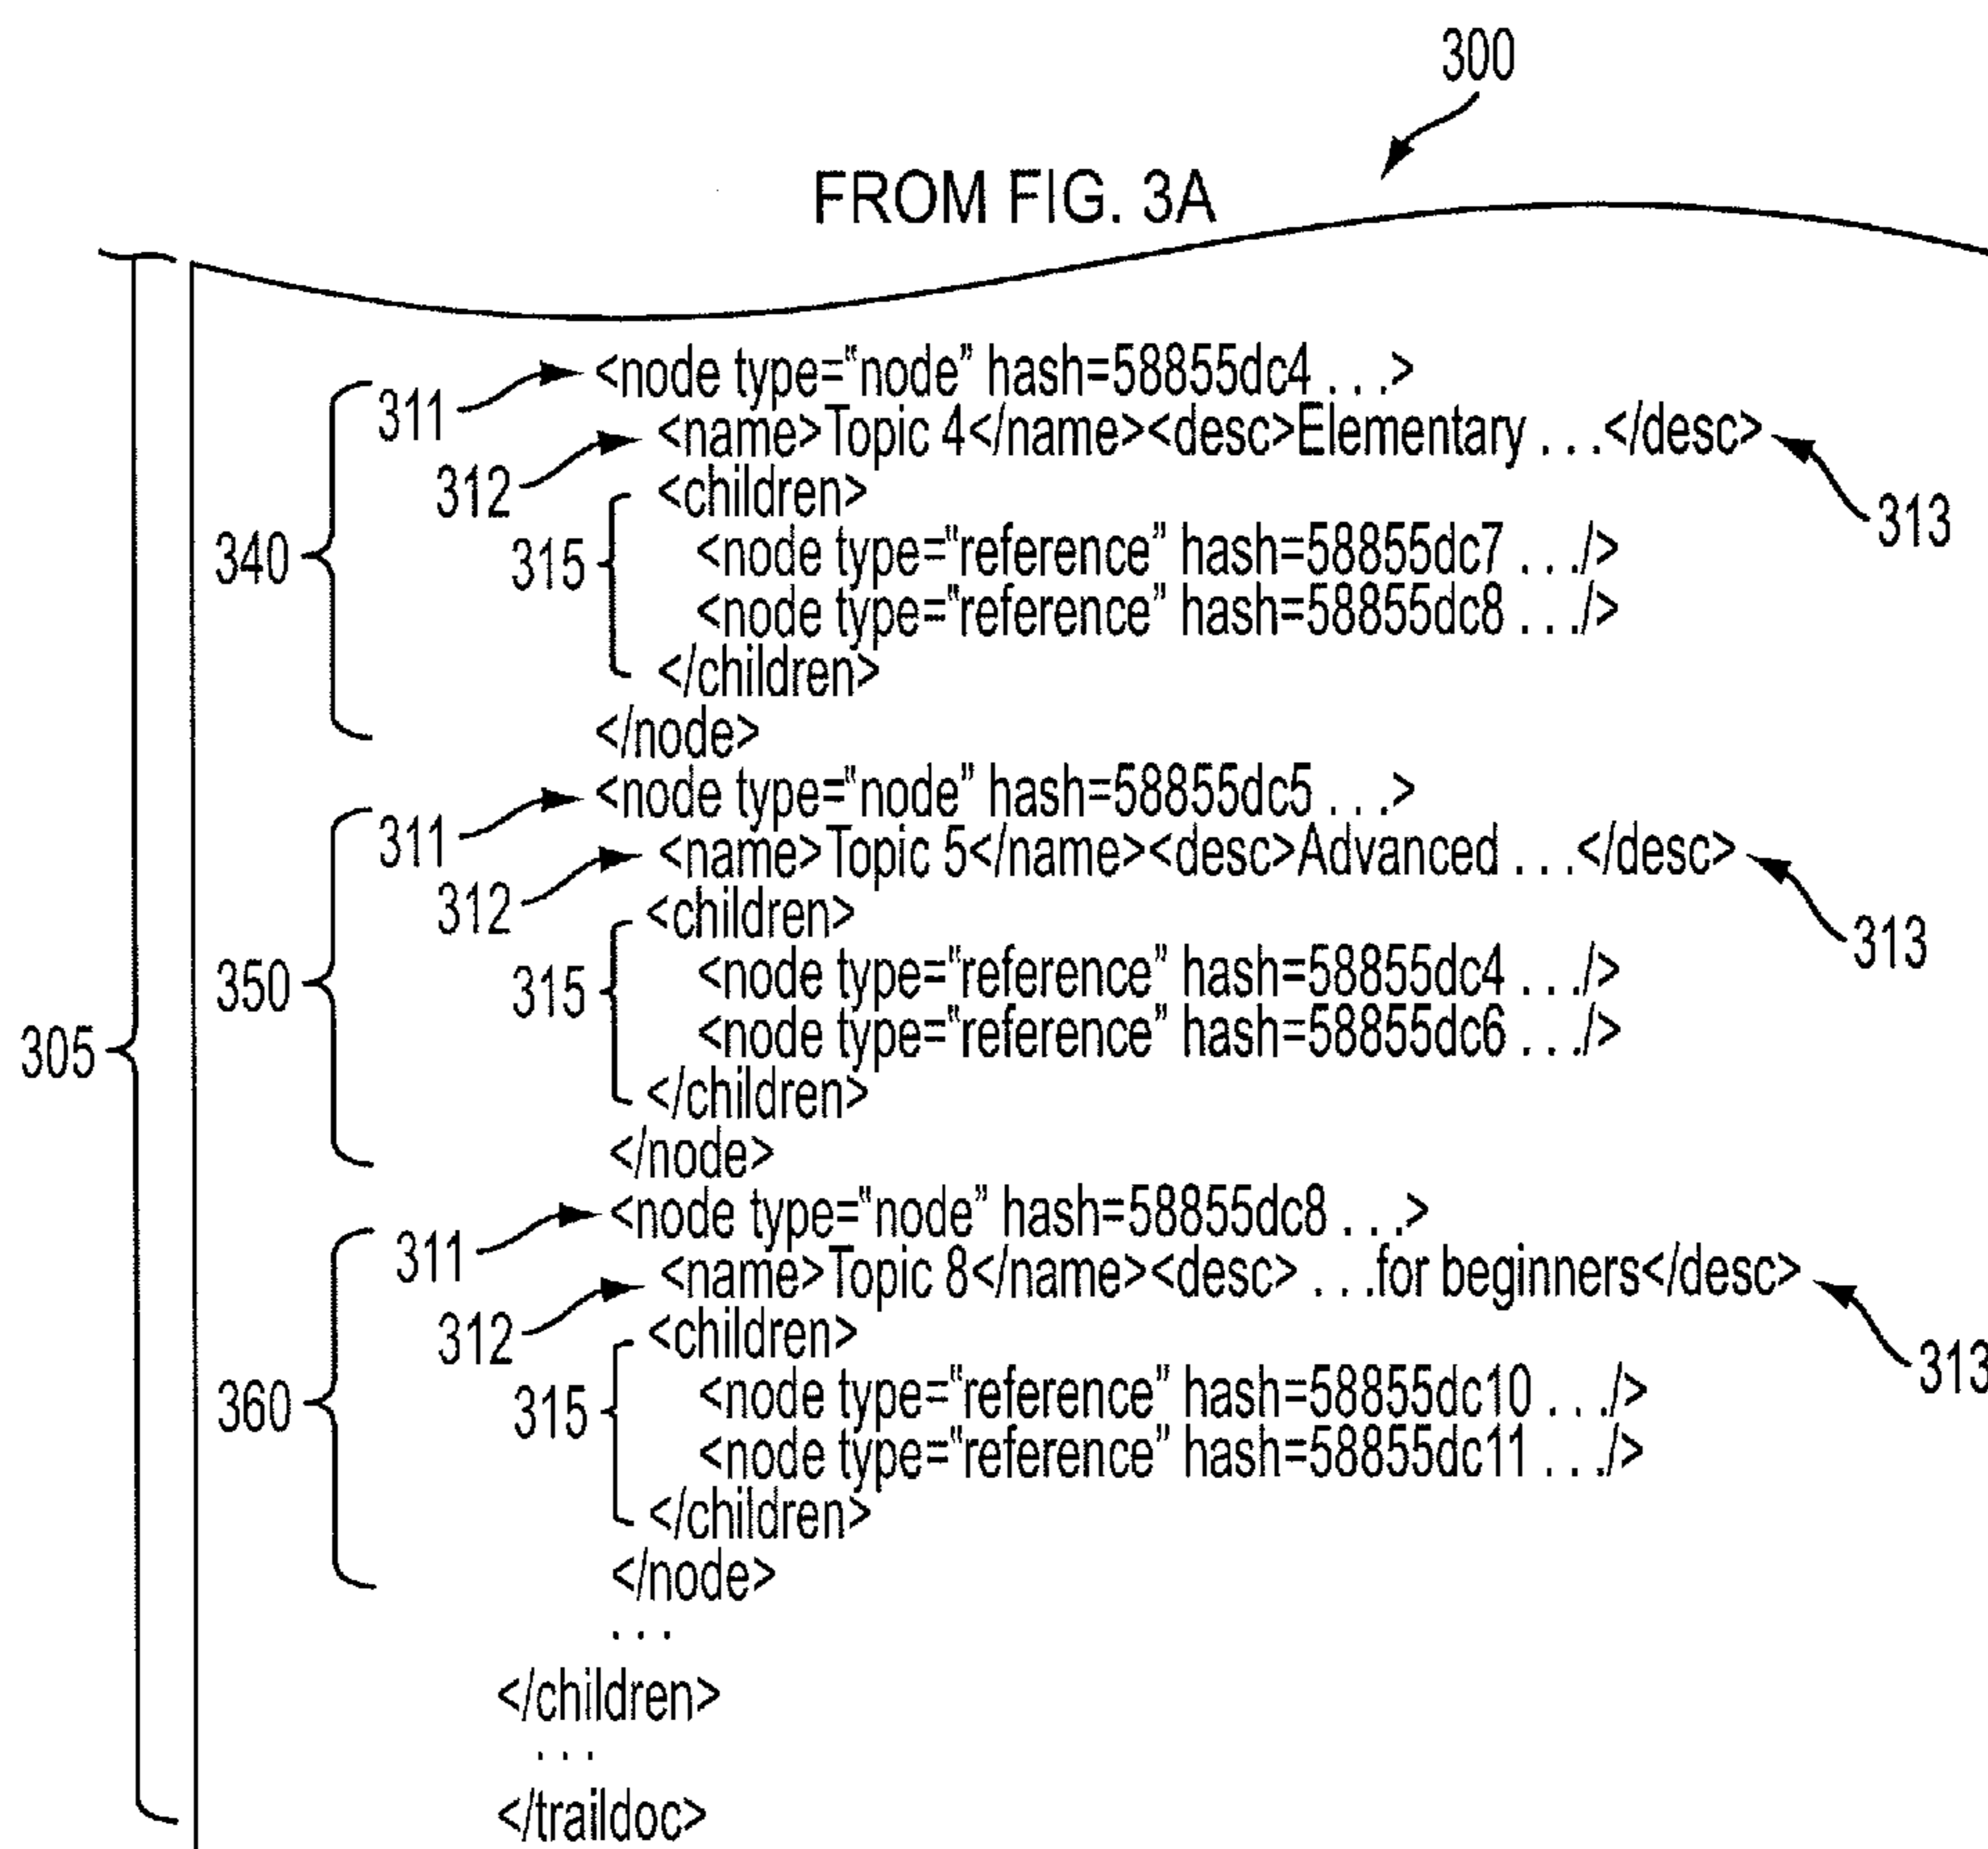 300
FROM FIG. 3A
311 <node type="node" hash=58855dc4 . . .>
312 <name>Topic 4</name><desc>Elementary . . .</desc> 313
<children>
340 315 <node type="reference" hash=58855dc7 . . ./>
<node type="reference" hash=58855dc8 . . ./>
</children>
</node>
311 <node type="node" hash=58855dc5 . . .>
312 <name>Topic 5</name><desc>Advanced . . .</desc> 313
<children>
350 315 <node type="reference" hash=58855dc4 . . ./>
305 <node type="reference" hash=58855dc6 . . ./>
</children>
</node>
311 <node type="node" hash=58855dc8 . . .>
312 <name>Topic 8</name><desc> . . .for beginners</desc> 313
<children>
360 315 <node type="reference" hash=58855dc10 . . ./>
<node type="reference" hash=58855dc11 . . ./>
</children>
</node>
. . .
</children>
. . .
</traildoc>